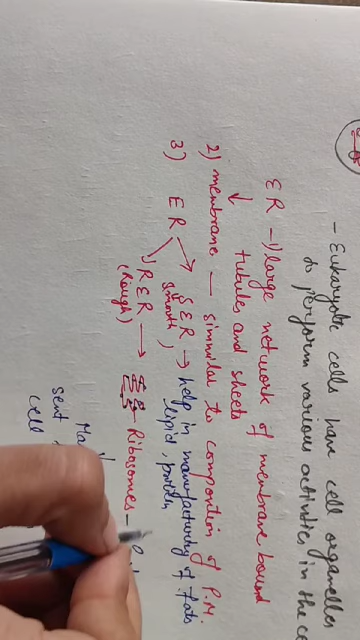 - Eukaryotic cells have cell organelles
to perform various activities in the ce
ER -1) large network of membrane bound
↓ tubules and sheets
2) membrane — simmilar to composition of P.M.
3) ER → SER → help in manufacturing of fats
(smooth) lipid, protein
RER → Ribosomes -
(Rough)
Ma
sent
cell